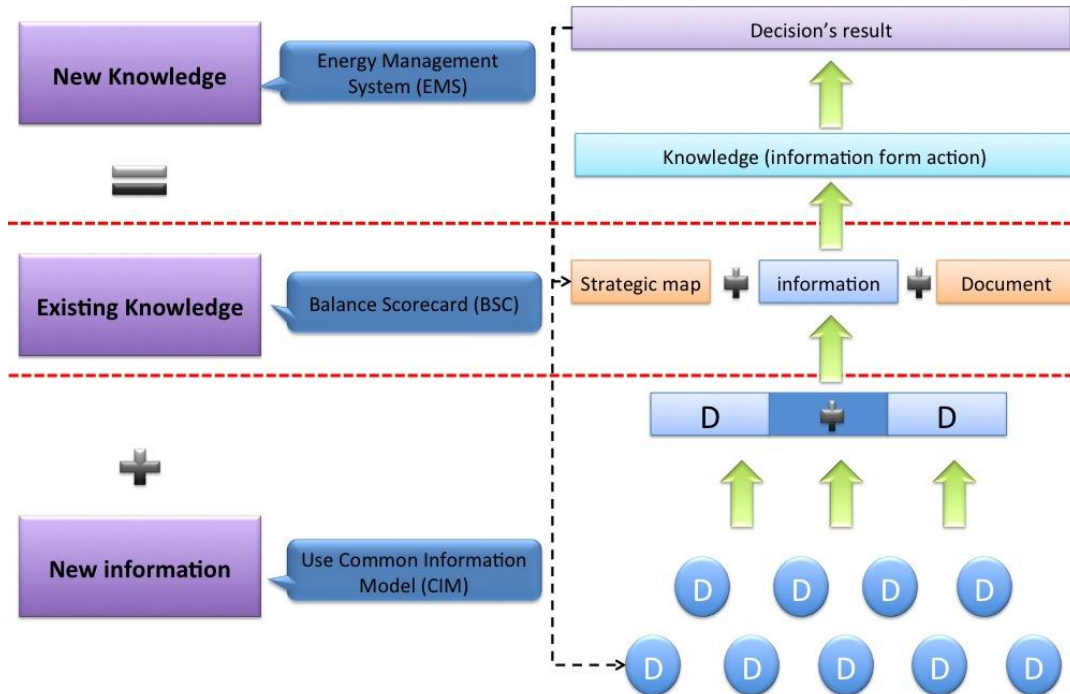 New Knowledge
Energy Management
System (EMS)
Decision's result
Knowledge (information form action)
Existing Knowledge
Balance Scorecard (BSC)
Strategic map
information
Document
D
D
New information
Use Common Information
Model (CIM)
D
D
D
D
D
D
D
D
D